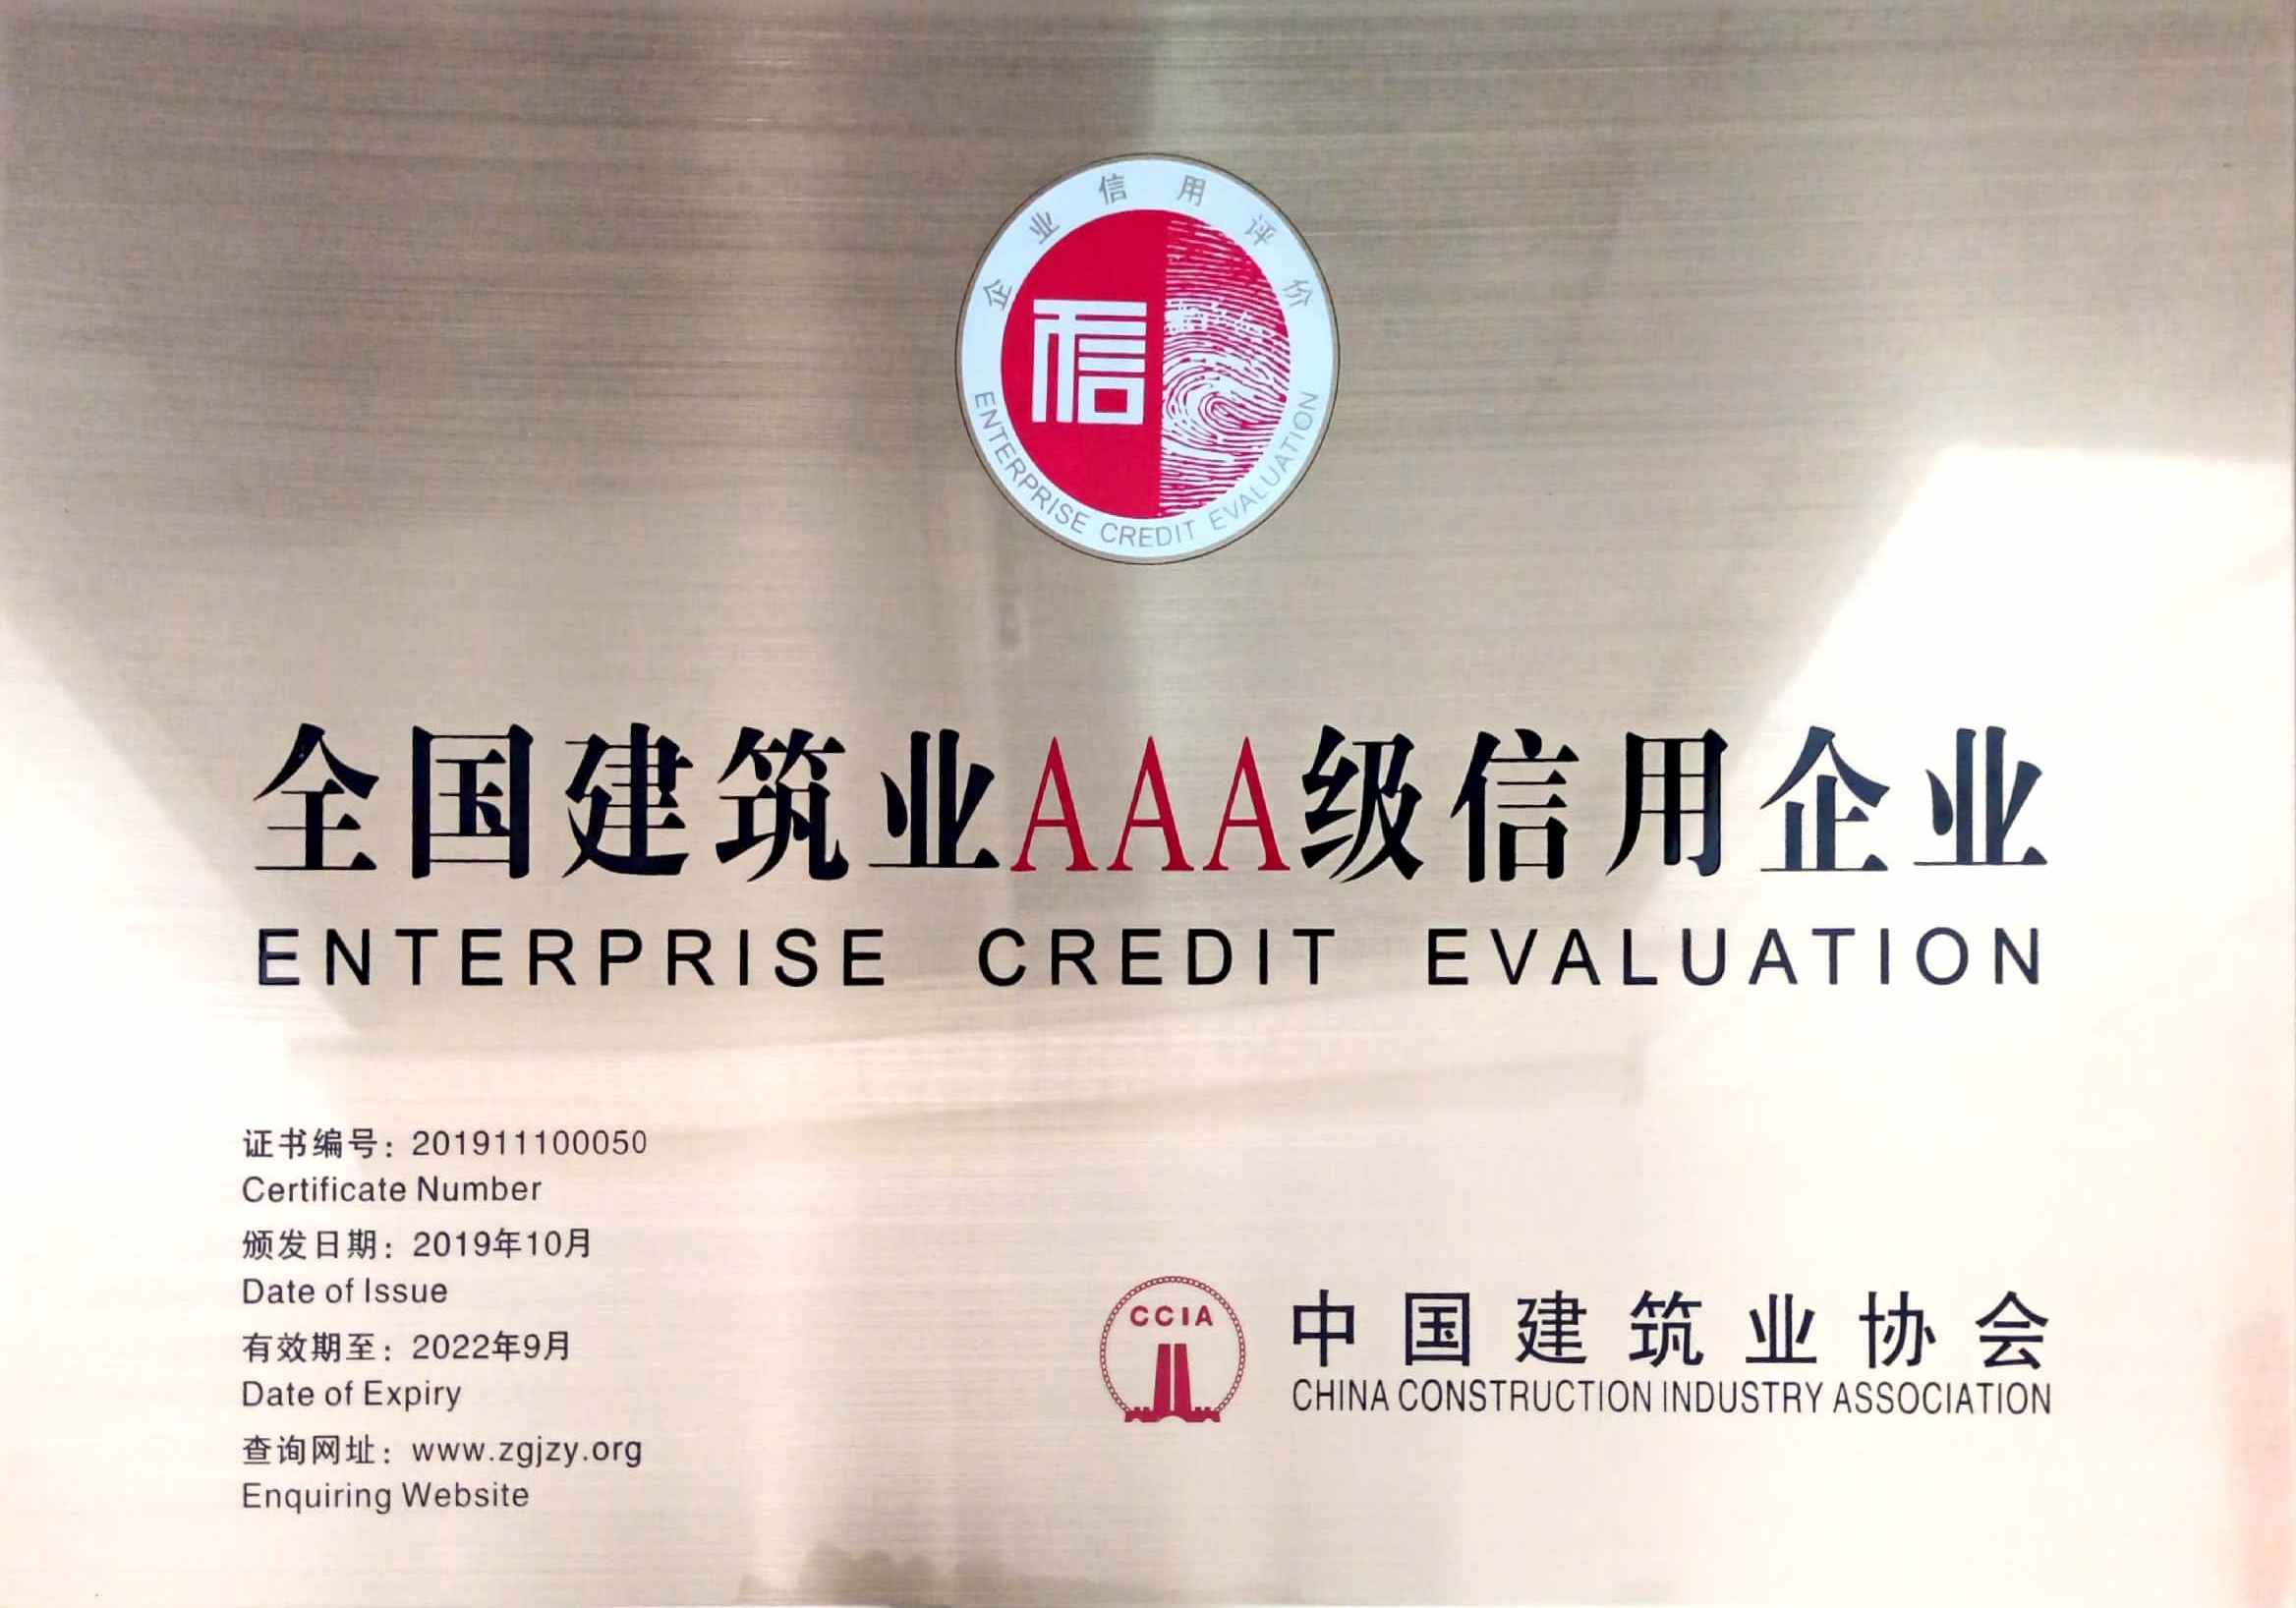 企业信用评价
信
ENTERPRISE CREDIT EVALUATION
全国建筑业AAA级信用企业
ENTERPRISE CREDIT EVALUATION
证书编号：201911100050
Certificate Number
颁发日期：2019年10月
Date of Issue
有效期至：2022年9月
Date of Expiry
查询网址：www.zgjzy.org
Enquiring Website
CCIA
中国建筑业协会
CHINA CONSTRUCTION INDUSTRY ASSOCIATION